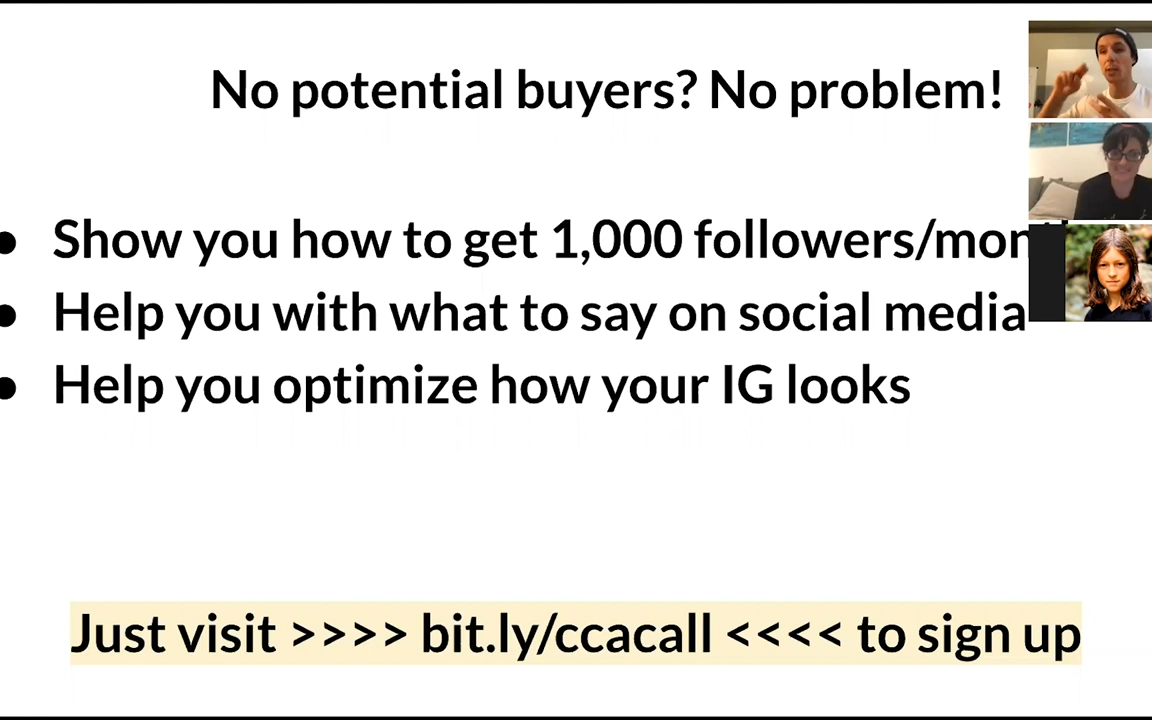 No potential buyers? No problem!
• Show you how to get 1,000 followers/mon
• Help you with what to say on social media
• Help you optimize how your IG looks
Just visit >>>> bit.ly/ccacall <<<< to sign up